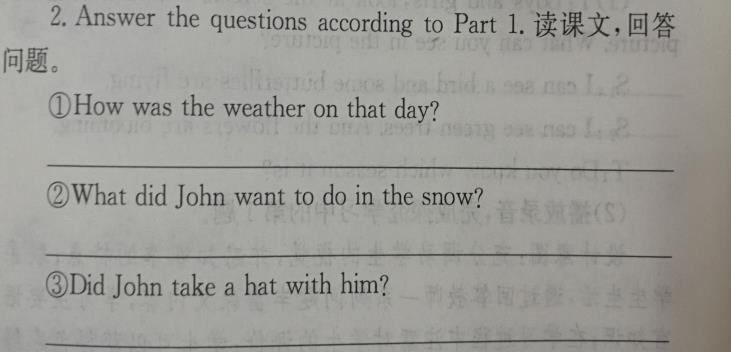 2. Answer the questions according to Part 1. 读课文，回答
问题。
①How was the weather on that day?
②What did John want to do in the snow?
③Did John take a hat with him?